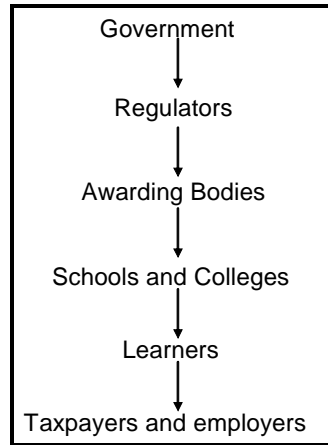 Government
Regulators
Awarding Bodies
Schools and Colleges
Learners
Taxpayers and employers